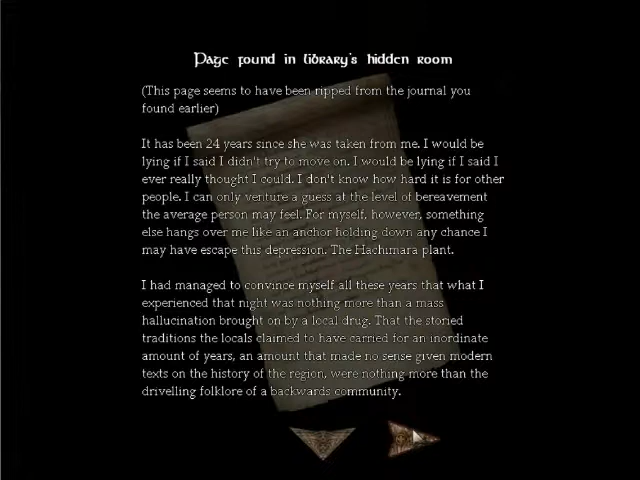 Page found in library's hidden room
(This page seems to have been ripped from the journal you
found earlier)
It has been 24 years since she was taken from me. I would be
lying if I said I didn't try to move on. I would be lying if I said I
ever really thought I could. I don't know how hard it is for other
people. I can only venture a guess at the level of bereavement
the average person may feel. For myself, however, something
else hangs over me like an anchor holding down any chance I
may have escape this depression. The Hachimara plant.
I had managed to convince myself all these years that what I
experienced that night was nothing more than a mass
hallucination brought on by a local drug. That the storied
traditions the locals claimed to have carried for an inordinate
amount of years, an amount that made no sense given modern
texts on the history of the region, were nothing more than the
drivelling folklore of a backwards community.